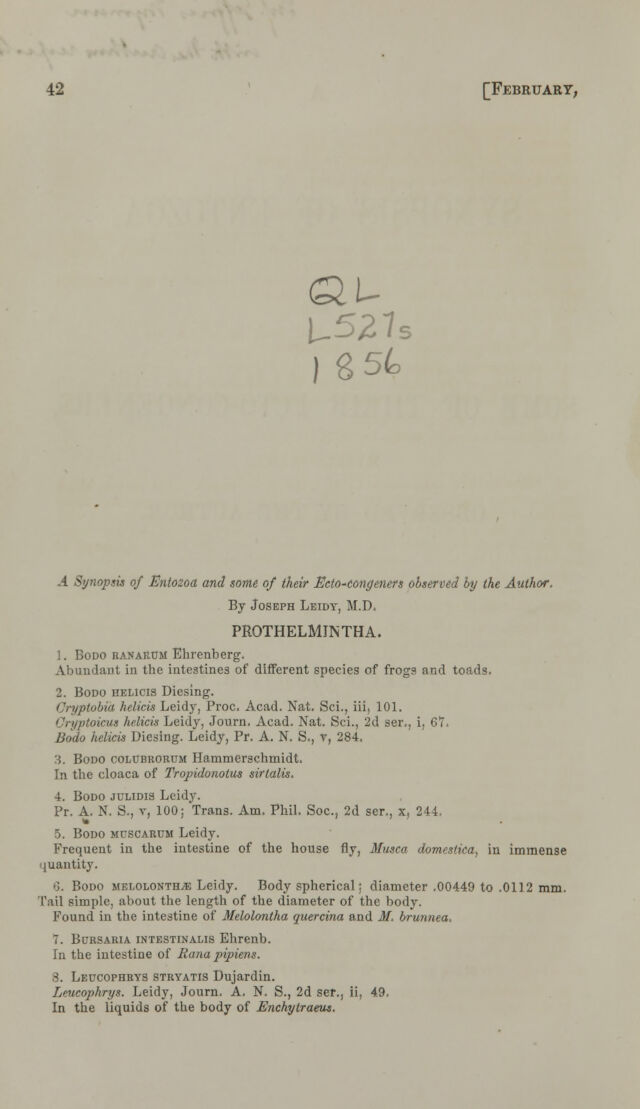 42 [FEBRUARY,
QL
L527s
1856
A Synopsis of Entozoa and some of their Ecto-congeners observed by the Author.
By JOSEPH LEIDY, M.D.
PROTHELMINTHA.
1. BODO RANARUM Ehrenberg.
Abundant in the intestines of different species of frogs and toads.
2. BODO HELICIS Diesing.
Cryptobia helicis Leidy, Proc. Acad. Nat. Sci., iii, 101.
Cryptoicus helicis Leidy, Journ. Acad. Nat. Sci., 2d ser., i, 67.
Bodo helicis Diesing. Leidy, Pr. A. N. S., v, 284.
3. BODO COLUBRORUM Hammerschmidt.
In the cloaca of Tropidonotus sirtalis.
4. BODO JULIDIS Leidy.
Pr. A. N. S., v, 100; Trans. Am. Phil. Soc., 2d ser., x, 244.
5. BODO MUSCARUM Leidy.
Frequent in the intestine of the house fly, Musca domestica, in immense
quantity.
6. BODO MELOLONTHÆ Leidy. Body spherical; diameter .00449 to .0112 mm.
Tail simple, about the length of the diameter of the body.
Found in the intestine of Melolontha quercina and M. brunnea.
7. BURSARIA INTESTINALIS Ehrenb.
In the intestine of Rana pipiens.
8. LEUCOPHRYS STRYATIS Dujardin.
Leucophrys. Leidy, Journ. A. N. S., 2d ser., ii, 49.
In the liquids of the body of Enchytraeus.